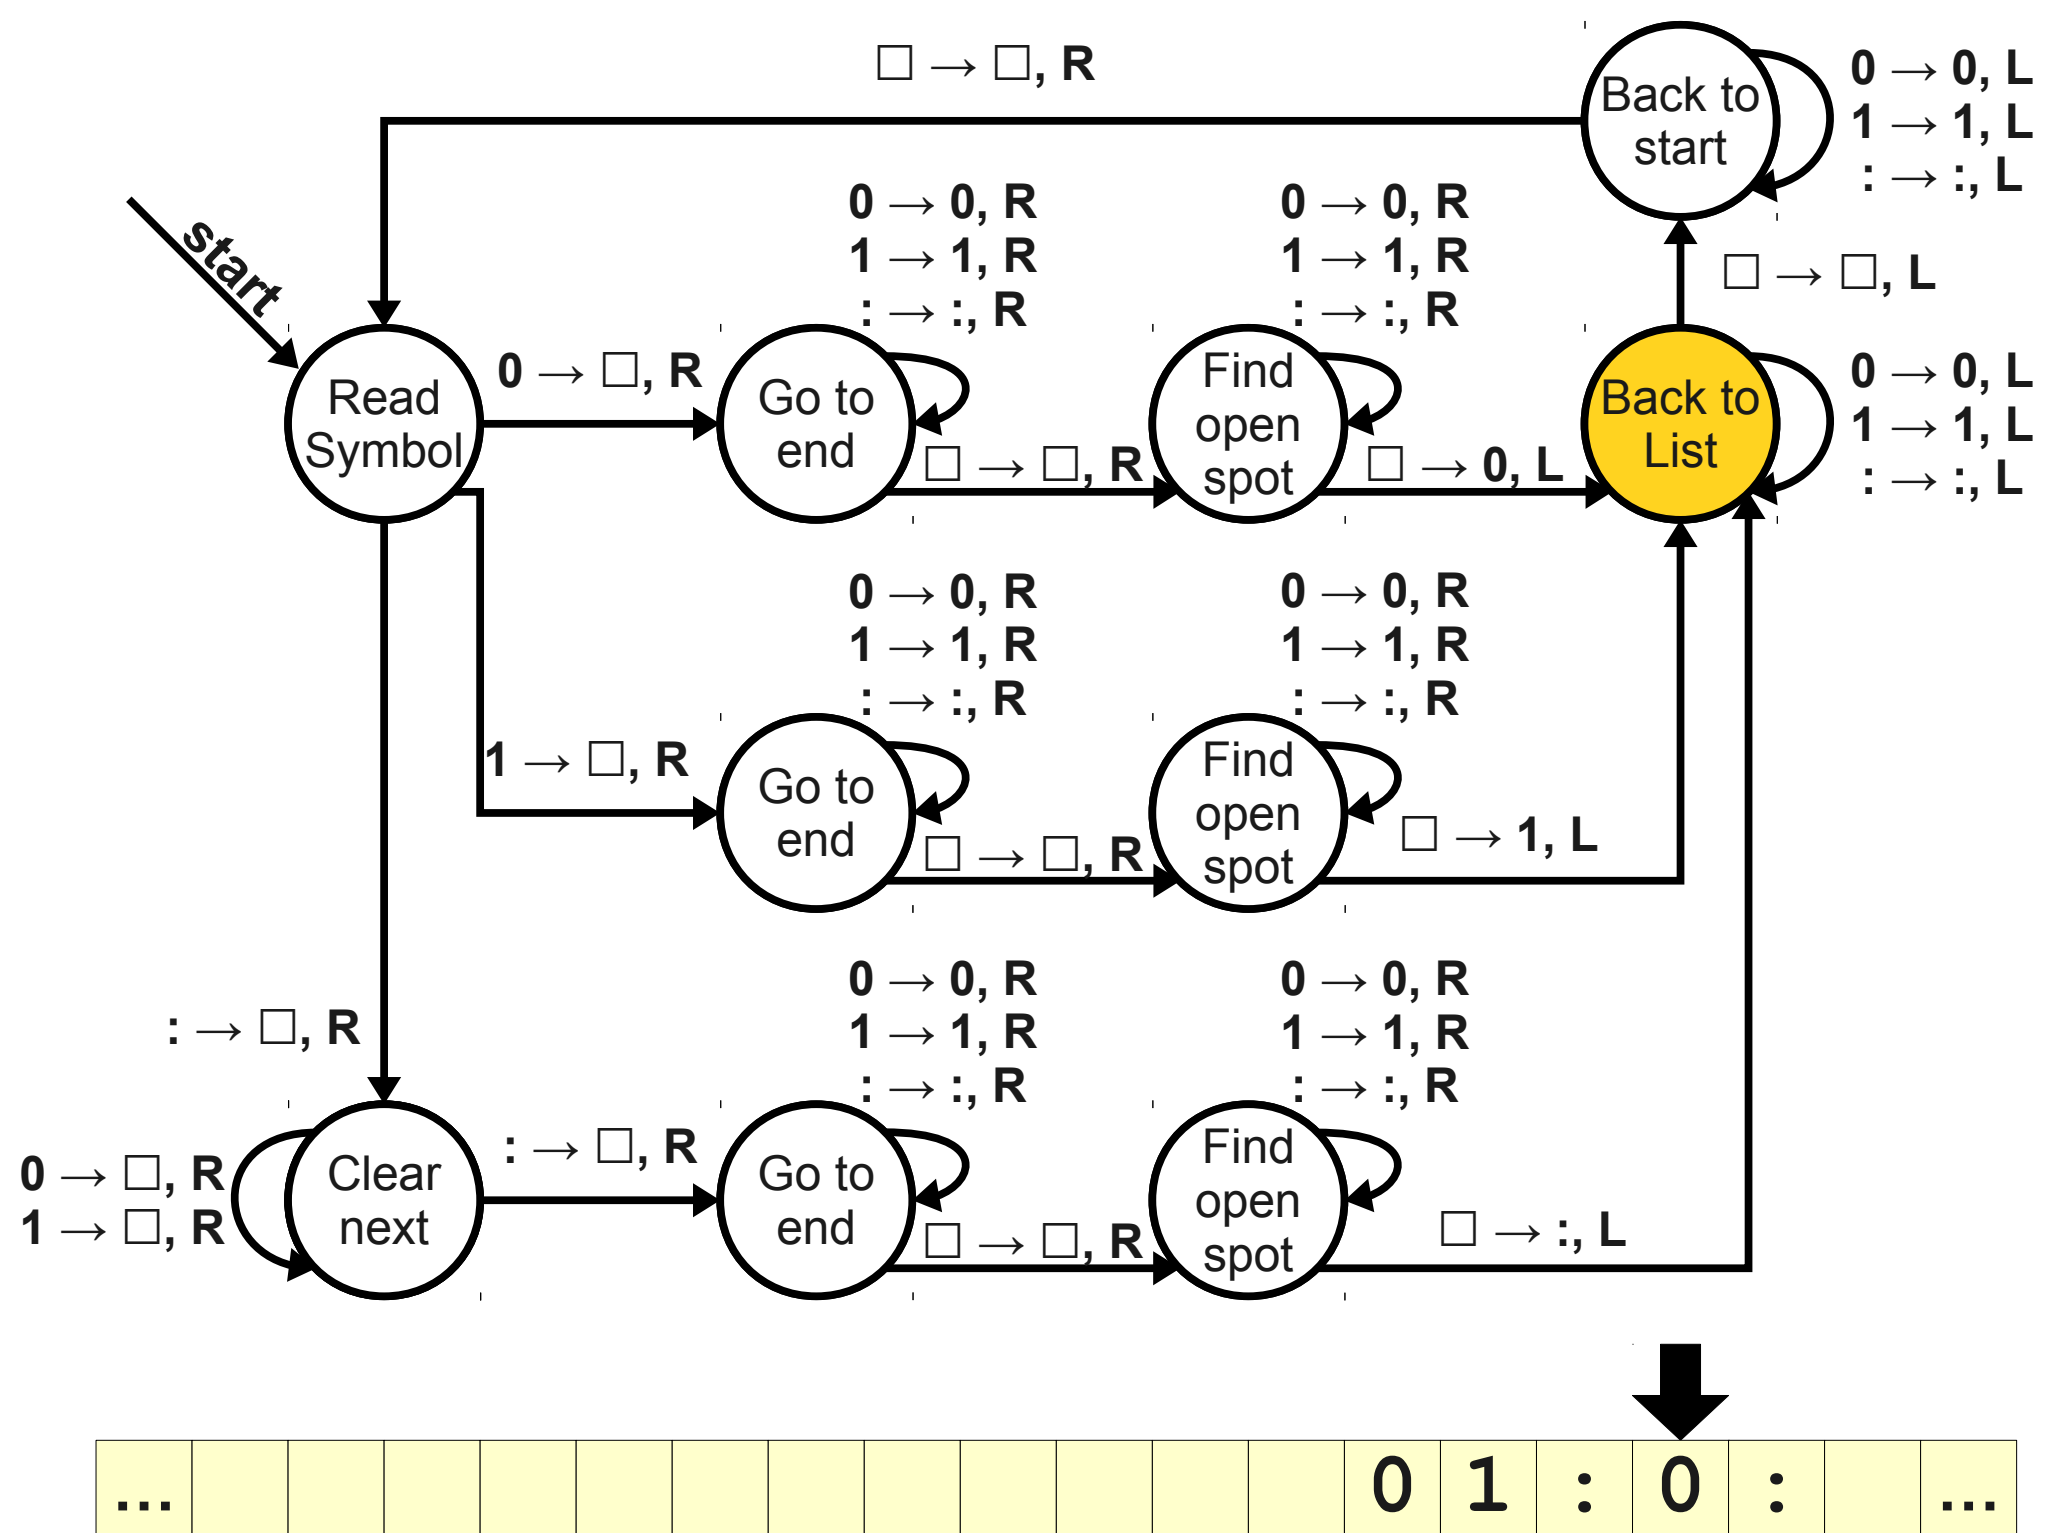 □ → □, R
Back to
start
0 → 0, L
1 → 1, L
: → :, L
start
0 → 0, R
1 → 1, R
: → :, R
0 → 0, R
1 → 1, R
: → :, R
□ → □, L
Read
Symbol
0 → □, R
Go to
end
□ → □, R
Find
open
spot
□ → 0, L
Back to
List
0 → 0, L
1 → 1, L
: → :, L
0 → 0, R
1 → 1, R
: → :, R
0 → 0, R
1 → 1, R
: → :, R
1 → □, R
Go to
end
□ → □, R
Find
open
spot
□ → 1, L
0 → 0, R
1 → 1, R
: → :, R
0 → 0, R
1 → 1, R
: → :, R
: → □, R
0 → □, R
1 → □, R
Clear
next
: → □, R
Go to
end
□ → □, R
Find
open
spot
□ → :, L
… 0 1 : 0 : …